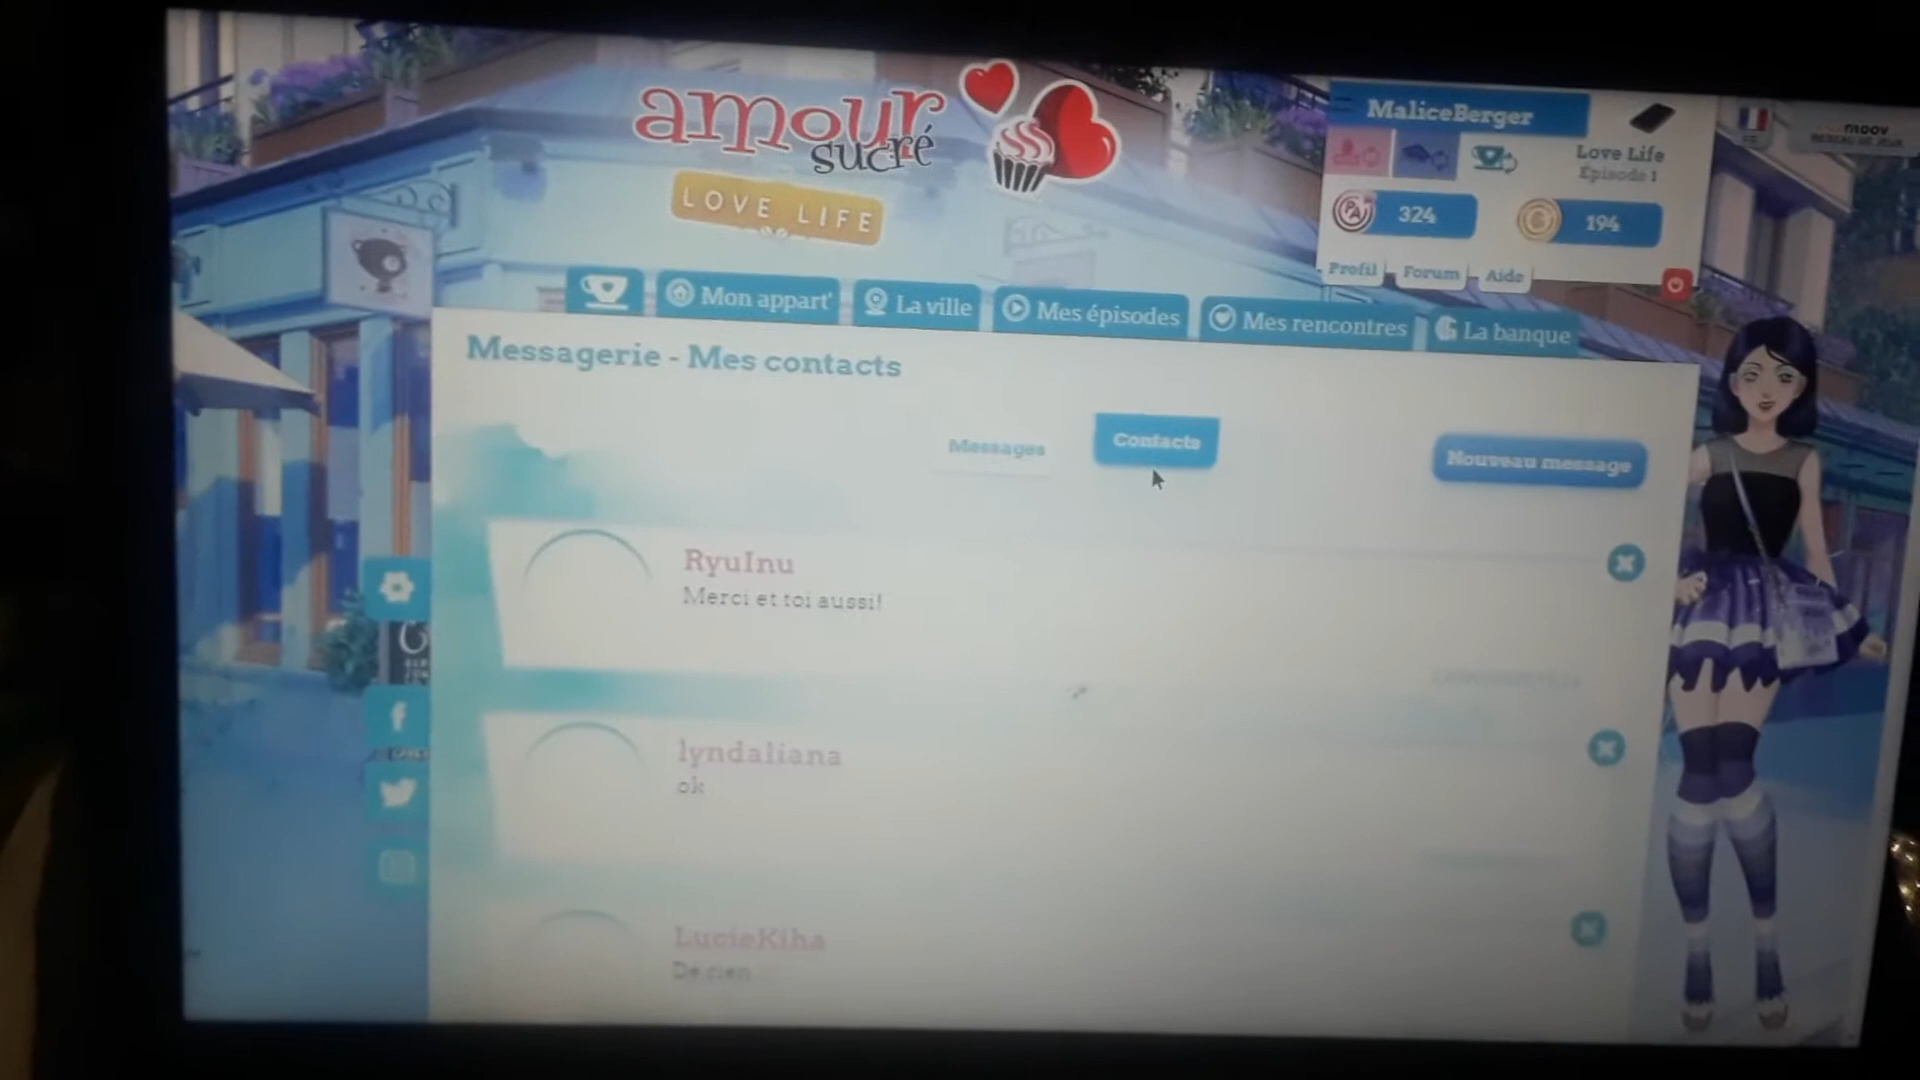 amour
sucré
LOVE LIFE
MaliceBerger
Love Life
Episode 1
PA
324
194
Profil
Forum
Aide
moov
Mon appart'
La ville
Mes épisodes
Mes rencontres
La banque
Messagerie - Mes contacts
Messages
Contacts
Nouveau message
RyuInu
Merci et toi aussi!
lyndaliana
ok
LucieKiha
De rien